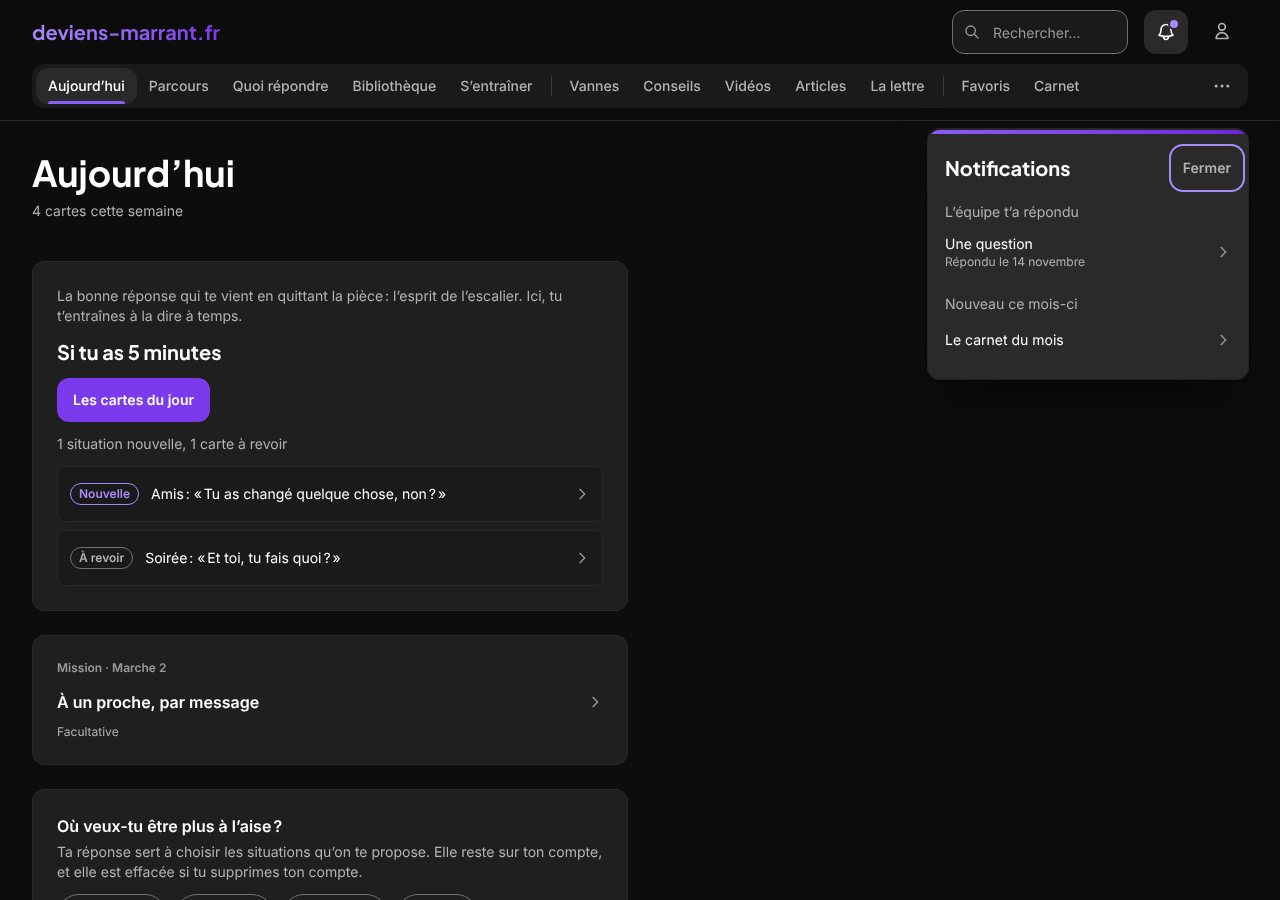 deviens-marrant.fr
Rechercher...
Aujourd’hui Parcours Quoi répondre Bibliothèque S’entraîner Vannes Conseils Vidéos Articles La lettre Favoris Carnet
Aujourd’hui
4 cartes cette semaine
La bonne réponse qui te vient en quittant la pièce : l’esprit de l’escalier. Ici, tu
t’entraînes à la dire à temps.
Si tu as 5 minutes
Les cartes du jour
1 situation nouvelle, 1 carte à revoir
Nouvelle Amis : « Tu as changé quelque chose, non ? »
À revoir Soirée : « Et toi, tu fais quoi ? »
Mission · Marche 2
À un proche, par message
Facultative
Où veux-tu être plus à l’aise ?
Ta réponse sert à choisir les situations qu’on te propose. Elle reste sur ton compte,
et elle est effacée si tu supprimes ton compte.
Notifications
Fermer
L’équipe t’a répondu
Une question
Répondu le 14 novembre
Nouveau ce mois-ci
Le carnet du mois